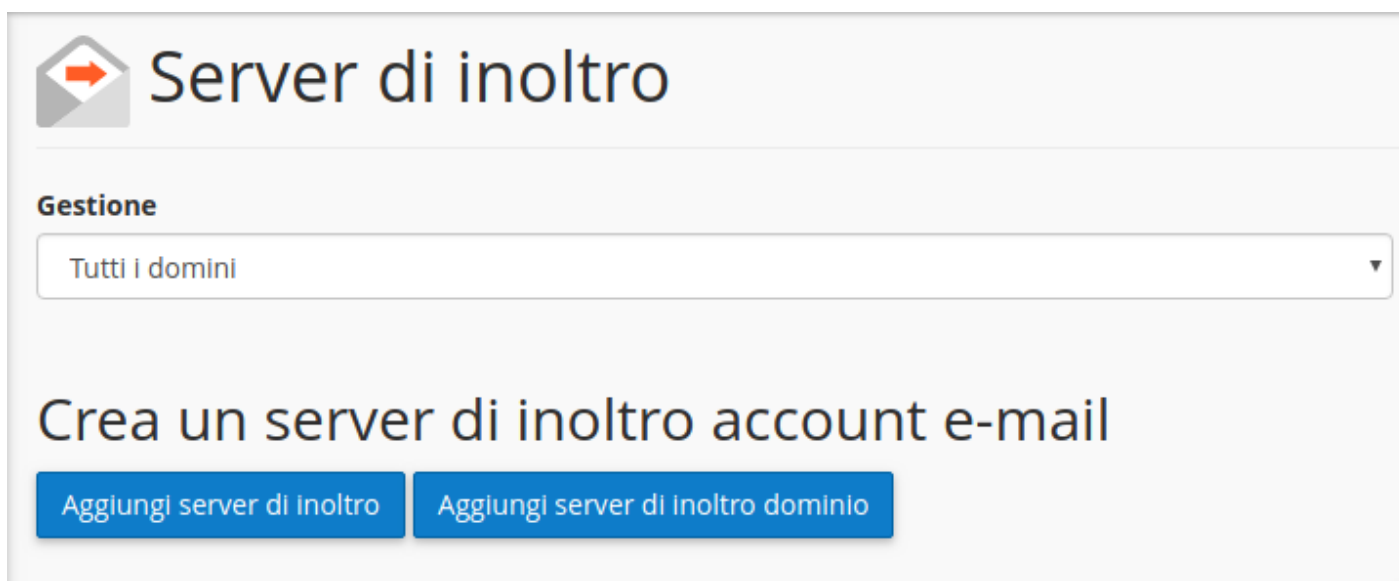 Server di inoltro
Gestione
Tutti i domini
Crea un server di inoltro account e-mail
Aggiungi server di inoltro
Aggiungi server di inoltro dominio